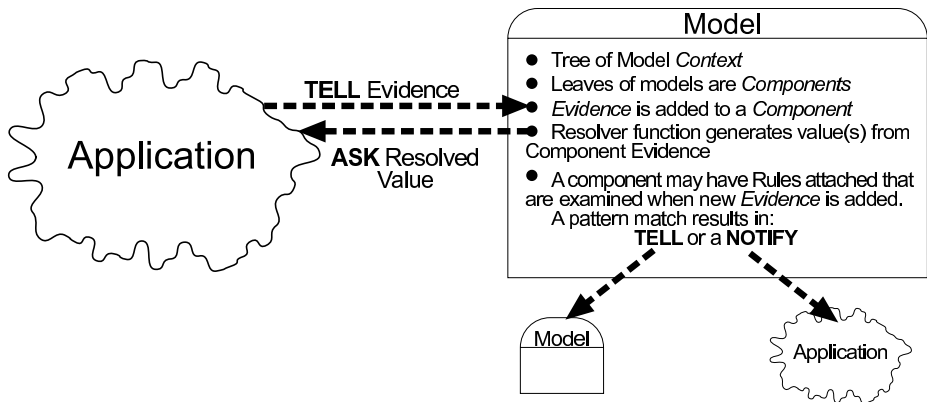 Model
Application
TELL Evidence
ASK Resolved
Value
● Tree of Model Context
● Leaves of models are Components
● Evidence is added to a Component
● Resolver function generates value(s) from
Component Evidence
● A component may have Rules attached that
are examined when new Evidence is added.
A pattern match results in:
TELL or a NOTIFY
Model
Application